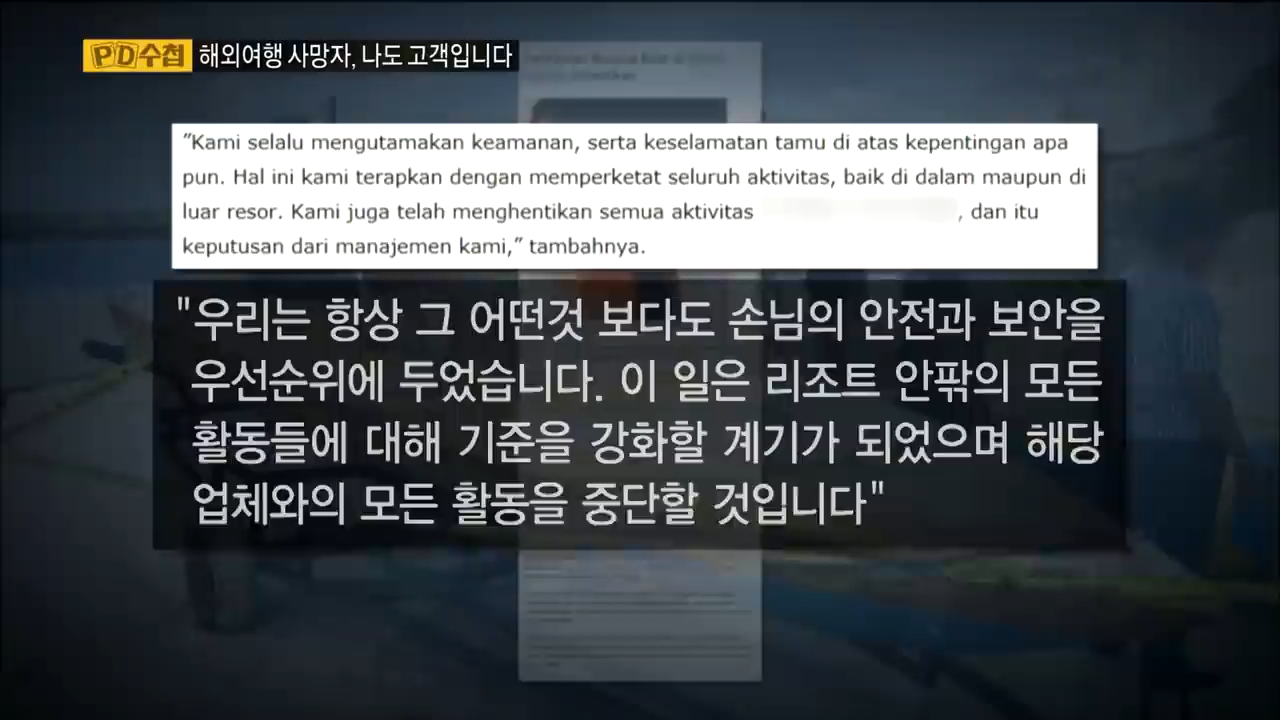 PD수첩 해외여행 사망자, 나도 고객입니다
"Kami selalu mengutamakan keamanan, serta keselamatan tamu di atas kepentingan apa
pun. Hal ini kami terapkan dengan memperketat seluruh aktivitas, baik di dalam maupun di
luar resor. Kami juga telah menghentikan semua aktivitas , dan itu
keputusan dari manajemen kami," tambahnya.
"우리는 항상 그 어떤것 보다도 손님의 안전과 보안을
우선순위에 두었습니다. 이 일은 리조트 안팎의 모든
활동들에 대해 기준을 강화할 계기가 되었으며 해당
업체와의 모든 활동을 중단할 것입니다"